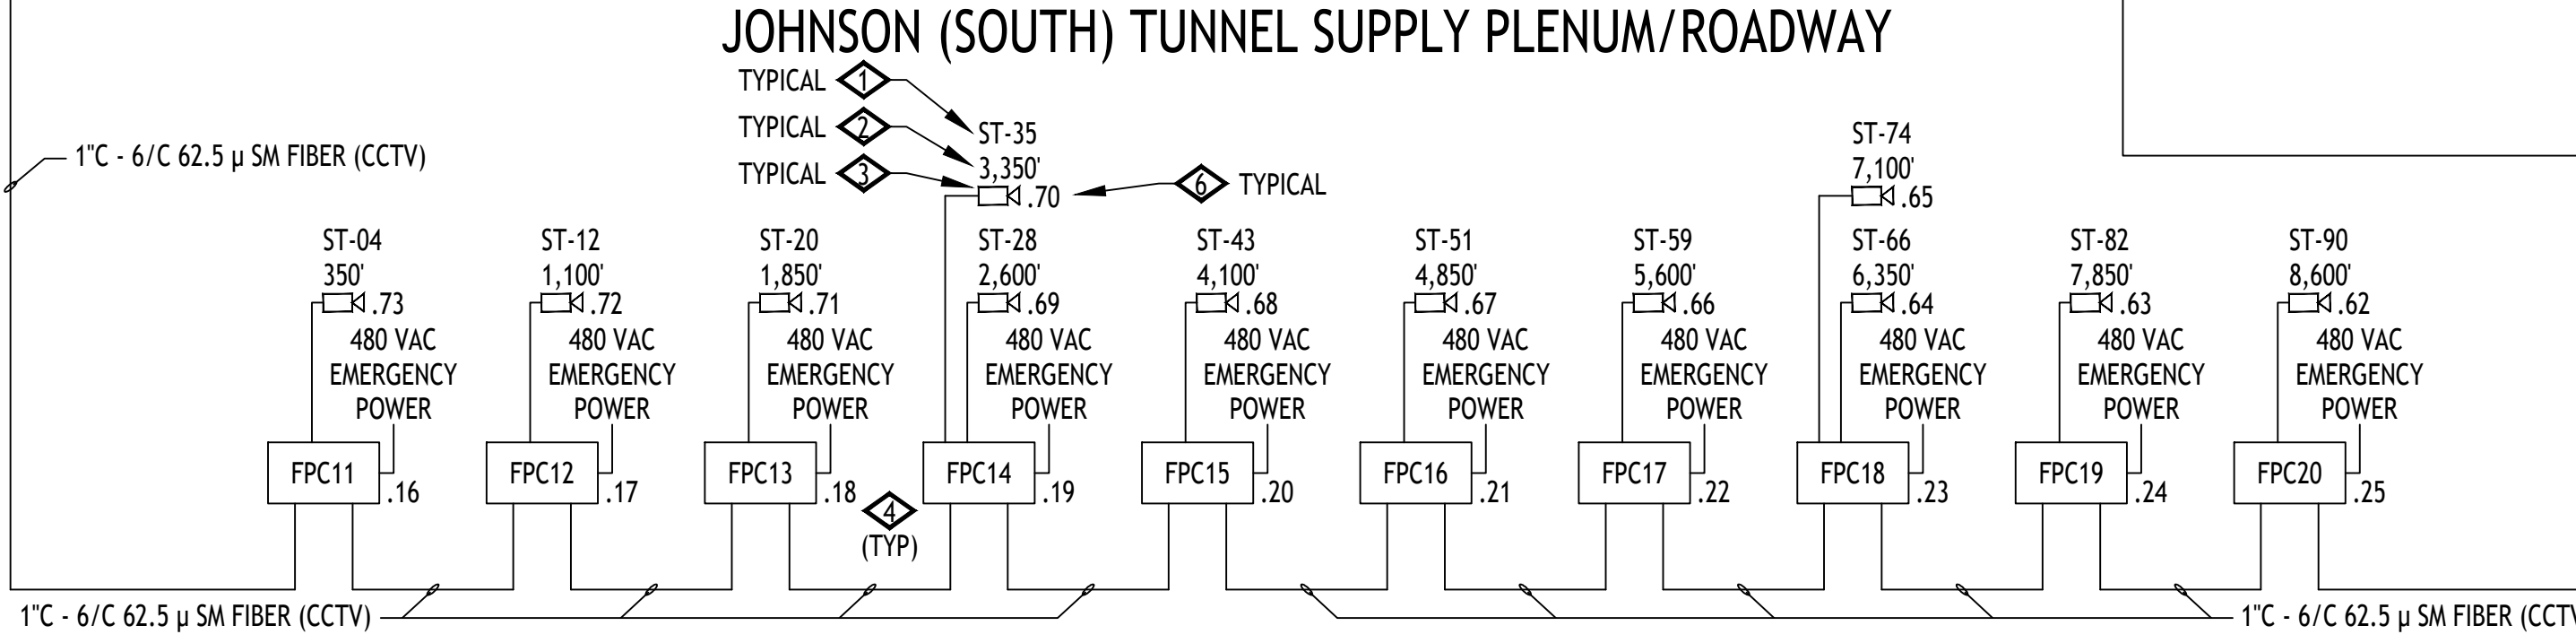 JOHNSON (SOUTH) TUNNEL SUPPLY PLENUM/ROADWAY
TYPICAL 1
TYPICAL 2
TYPICAL 3
6 TYPICAL
1"C - 6/C 62.5 µ SM FIBER (CCTV)
ST-35
3,350'
.70
ST-74
7,100'
.65
ST-04
350'
.73
480 VAC
EMERGENCY
POWER
FPC11
.16
ST-12
1,100'
.72
480 VAC
EMERGENCY
POWER
FPC12
.17
ST-20
1,850'
.71
480 VAC
EMERGENCY
POWER
FPC13
.18
4
(TYP)
ST-28
2,600'
.69
480 VAC
EMERGENCY
POWER
FPC14
.19
ST-43
4,100'
.68
480 VAC
EMERGENCY
POWER
FPC15
.20
ST-51
4,850'
.67
480 VAC
EMERGENCY
POWER
FPC16
.21
ST-59
5,600'
.66
480 VAC
EMERGENCY
POWER
FPC17
.22
ST-66
6,350'
.64
480 VAC
EMERGENCY
POWER
FPC18
.23
ST-82
7,850'
.63
480 VAC
EMERGENCY
POWER
FPC19
.24
ST-90
8,600'
.62
480 VAC
EMERGENCY
POWER
FPC20
.25
1"C - 6/C 62.5 µ SM FIBER (CCTV)
1"C - 6/C 62.5 µ SM FIBER